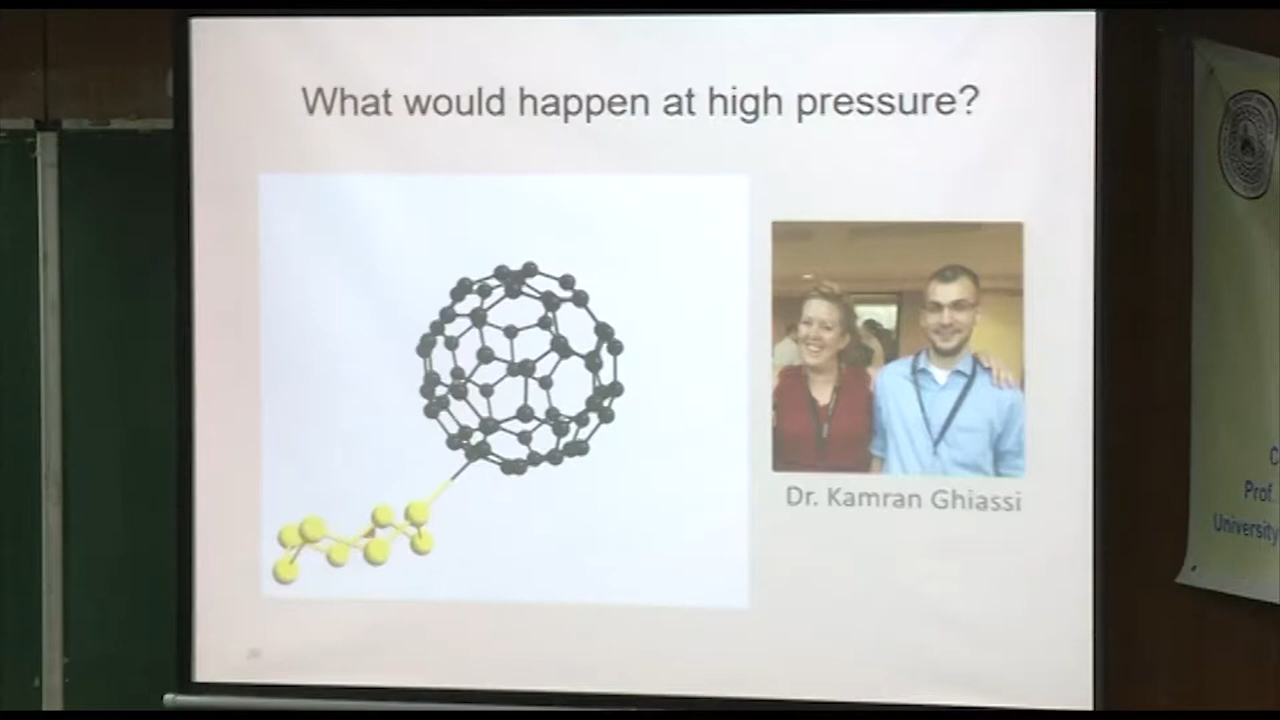 What would happen at high pressure?
Dr. Kamran Ghiassi
C
Prof.
University